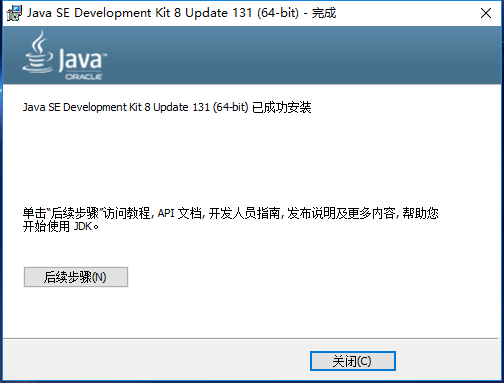 Java SE Development Kit 8 Update 131 (64-bit) - 完成
Java™
ORACLE
Java SE Development Kit 8 Update 131 (64-bit) 已成功安装
单击“后续步骤”访问教程, API 文档, 开发人员指南, 发布说明及更多内容, 帮助您
开始使用 JDK。
后续步骤(N)
关闭(C)